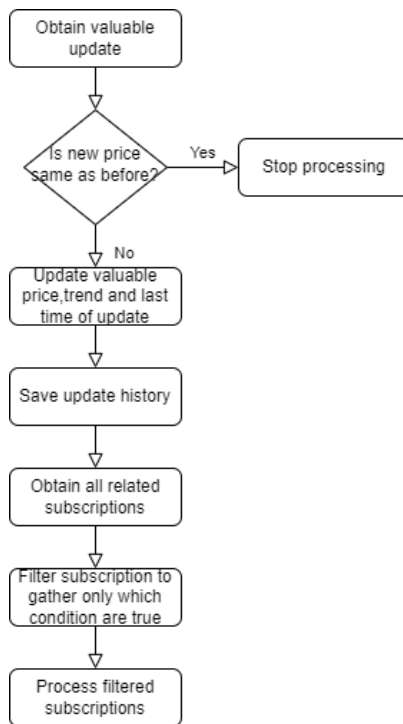 Obtain valuable
update
Is new price
same as before?
Yes
Stop processing
No
Update valuable
price,trend and last
time of update
Save update history
Obtain all related
subscriptions
Filter subscription to
gather only which
condition are true
Process filtered
subscriptions